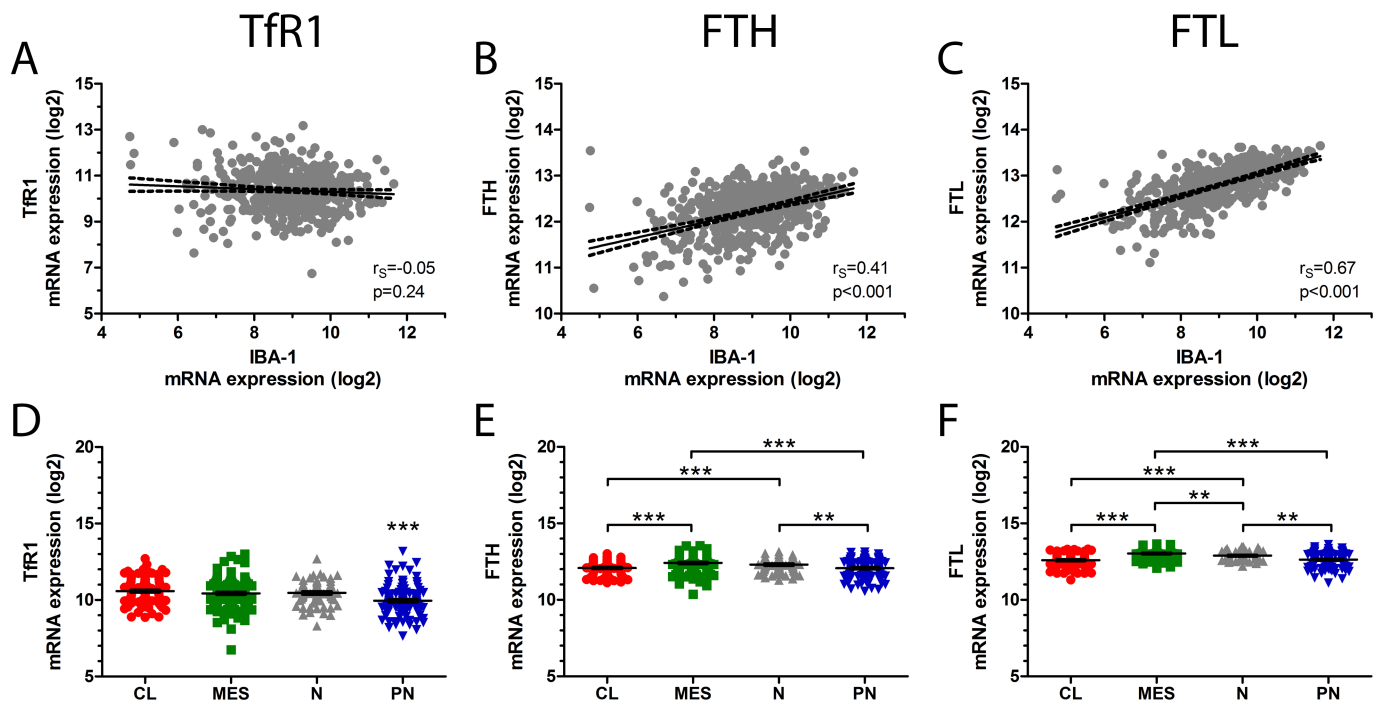 TfR1
FTH
FTL
A
B
C
15
13
11
9
7
5
TfR1
mRNA expression (log2)
rS=-0.05
p=0.24
4
6
8
10
12
IBA-1
mRNA expression (log2)
15
14
13
12
11
10
FTH
mRNA expression (log2)
rS=0.41
p<0.001
4
6
8
10
12
IBA-1
mRNA expression (log2)
15
14
13
12
11
10
FTL
mRNA expression (log2)
rS=0.67
p<0.001
4
6
8
10
12
IBA-1
mRNA expression (log2)
D
E
F
20
15
10
5
TfR1
mRNA expression (log2)
***
CL
MES
N
PN
20
15
10
5
FTH
mRNA expression (log2)
***
***
***
**
CL
MES
N
PN
20
15
10
5
FTL
mRNA expression (log2)
***
***
**
***
**
CL
MES
N
PN